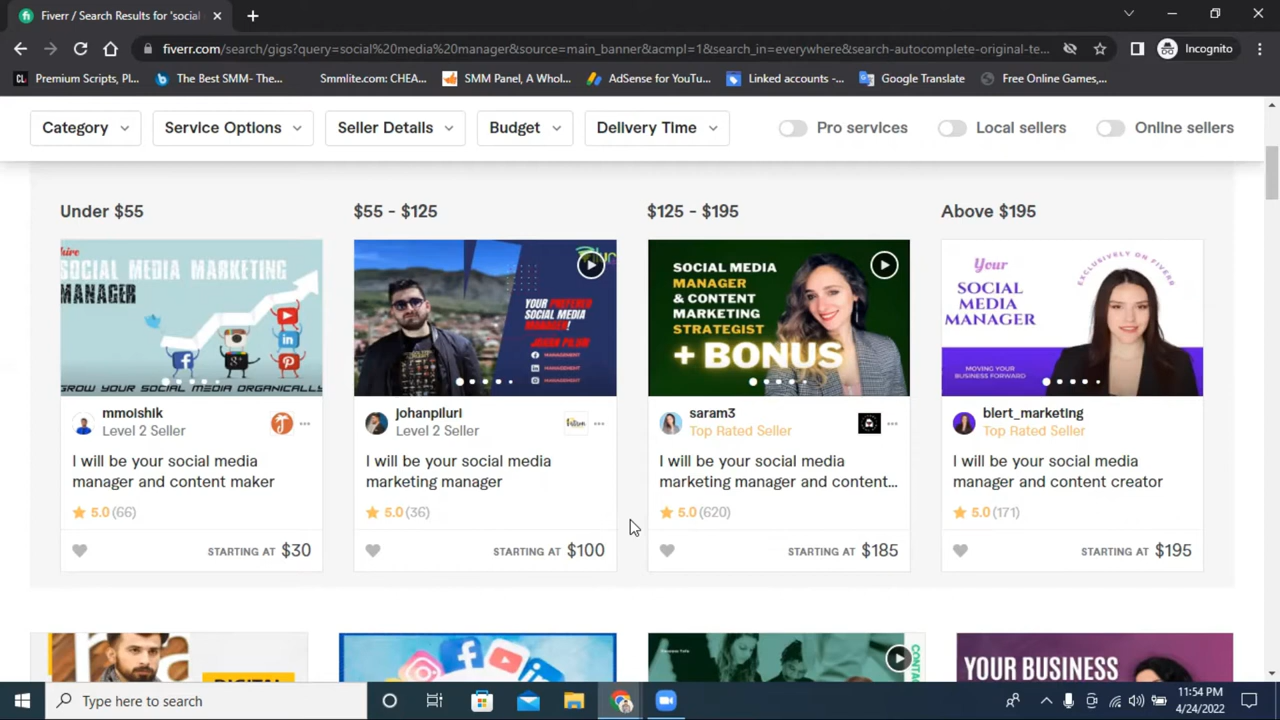 Fiverr / Search Results for 'social
fiverr.com/search/gigs?query=social%20media%20manager&source=main_banner&acmpl=1&search_in=everywhere&search-autocomplete-original-te...
Incognito
Premium Scripts, Pl...
The Best SMM- The...
Smmlite.com: CHEA...
SMM Panel, A Whol...
AdSense for YouTu...
Linked accounts -...
Google Translate
Free Online Games,...
Category
Service Options
Seller Details
Budget
Delivery Time
Pro services
Local sellers
Online sellers
Under $55
$55 - $125
$125 - $195
Above $195
Hire
SOCIAL MEDIA MARKETING
MANAGER
GROW YOUR SOCIAL MEDIA ORGANICALLY
YOUR PREFERRED
SOCIAL MEDIA
MANAGER!
JOHEN PILURI
MANAGEMENT
MANAGEMENT
MANAGEMENT
SOCIAL MEDIA
MANAGER
& CONTENT
MARKETING
STRATEGIST
+ BONUS
Your
SOCIAL
MEDIA
MANAGER
EXCLUSIVELY ON FIVERR
MOVING YOUR
BUSINESS FORWARD
mmoishik
Level 2 Seller
johanpiluri
Level 2 Seller
saram3
Top Rated Seller
biert_marketing
Top Rated Seller
I will be your social media
manager and content maker
I will be your social media
marketing manager
I will be your social media
marketing manager and content...
I will be your social media
manager and content creator
5.0 (66)
5.0 (36)
5.0 (620)
5.0 (171)
STARTING AT $30
STARTING AT $100
STARTING AT $185
STARTING AT $195
DIGITAL
YOUR BUSINESS
Type here to search
11:54 PM
4/24/2022